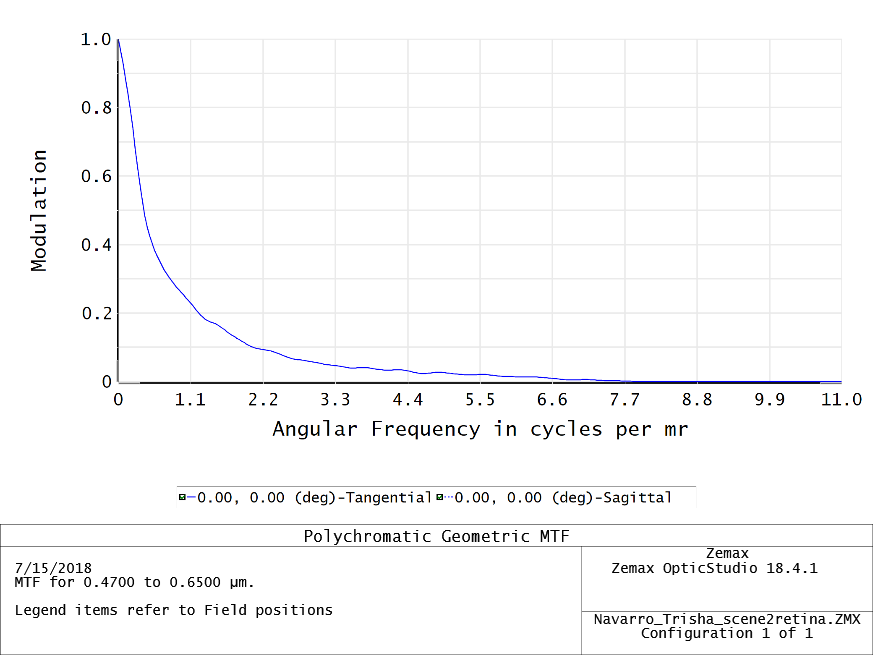 1.0
0.8
0.6
0.4
0.2
0
Modulation
0 1.1 2.2 3.3 4.4 5.5 6.6 7.7 8.8 9.9 11.0
Angular Frequency in cycles per mr
0.00, 0.00 (deg)-Tangential 0.00, 0.00 (deg)-Sagittal
Polychromatic Geometric MTF
7/15/2018
MTF for 0.4700 to 0.6500 µm.
Legend items refer to Field positions
Zemax
Zemax OpticStudio 18.4.1
Navarro_Trisha_scene2retina.ZMX
Configuration 1 of 1